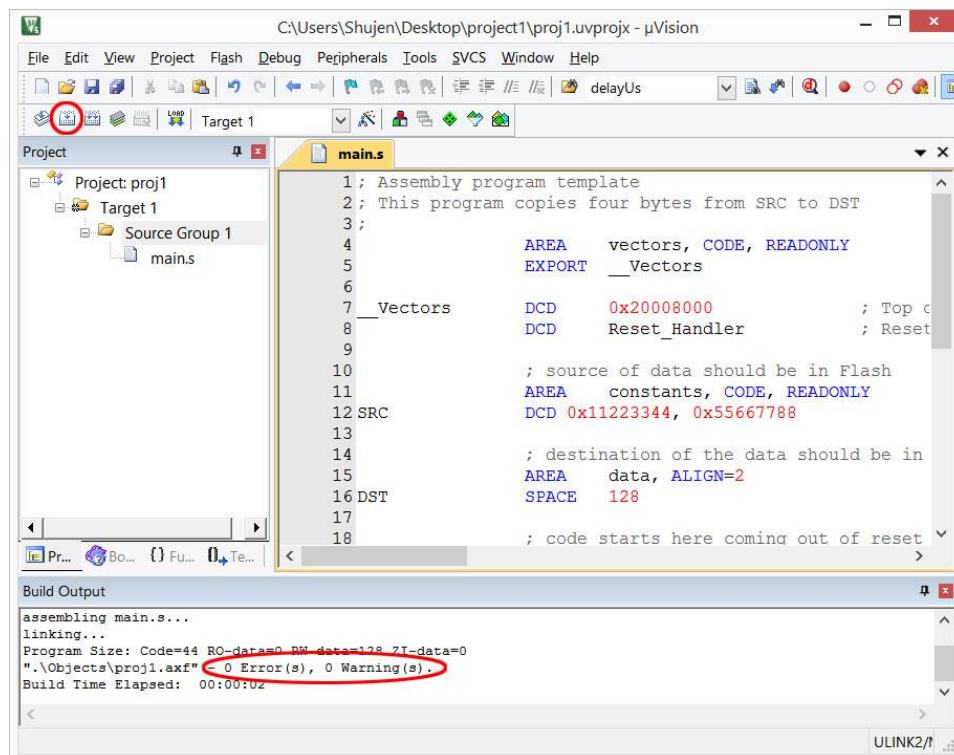 C:\Users\Shujen\Desktop\project1\proj1.uvprojx - µVision
File Edit View Project Flash Debug Peripherals Tools SVCS Window Help
delayUs
LOAD Target 1
Project
main.s
Project: proj1
Target 1
Source Group 1
main.s
1 ; Assembly program template
2 ; This program copies four bytes from SRC to DST
3 ;
4 AREA vectors, CODE, READONLY
5 EXPORT __Vectors
6
7 __Vectors DCD 0x20008000 ; Top
8 DCD Reset_Handler ; Reset
9
10 ; source of data should be in Flash
11 AREA constants, CODE, READONLY
12 SRC DCD 0x11223344, 0x55667788
13
14 ; destination of the data should be in
15 AREA data, ALIGN=2
16 DST SPACE 128
17
18 ; code starts here coming out of reset
Pr... Bo... {} Fu... Te...
Build Output
assembling main.s...
linking...
Program Size: Code=44 RO-data=0 RW-data=128 ZI-data=0
".\Objects\proj1.axf" - 0 Error(s), 0 Warning(s).
Build Time Elapsed: 00:00:02